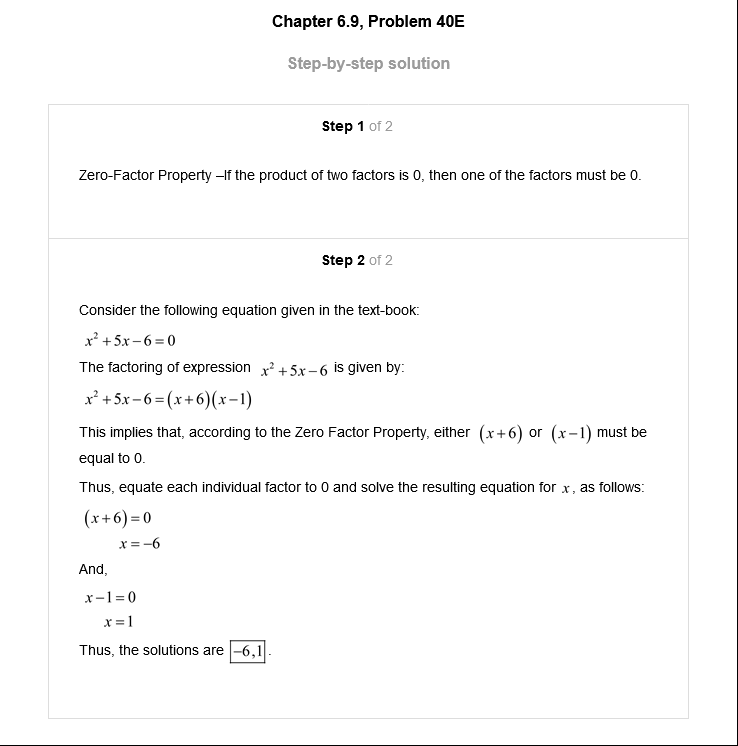 Chapter 6.9, Problem 40E
Step-by-step solution
Step 1 of 2
Zero-Factor Property –If the product of two factors is 0, then one of the factors must be 0.
Step 2 of 2
Consider the following equation given in the text-book:
x² + 5x − 6 = 0
The factoring of expression x² + 5x − 6 is given by:
x² + 5x − 6 = (x + 6)(x − 1)
This implies that, according to the Zero Factor Property, either (x + 6) or (x − 1) must be
equal to 0.
Thus, equate each individual factor to 0 and solve the resulting equation for x, as follows:
(x + 6) = 0
x = −6
And,
x − 1 = 0
x = 1
Thus, the solutions are −6,1.